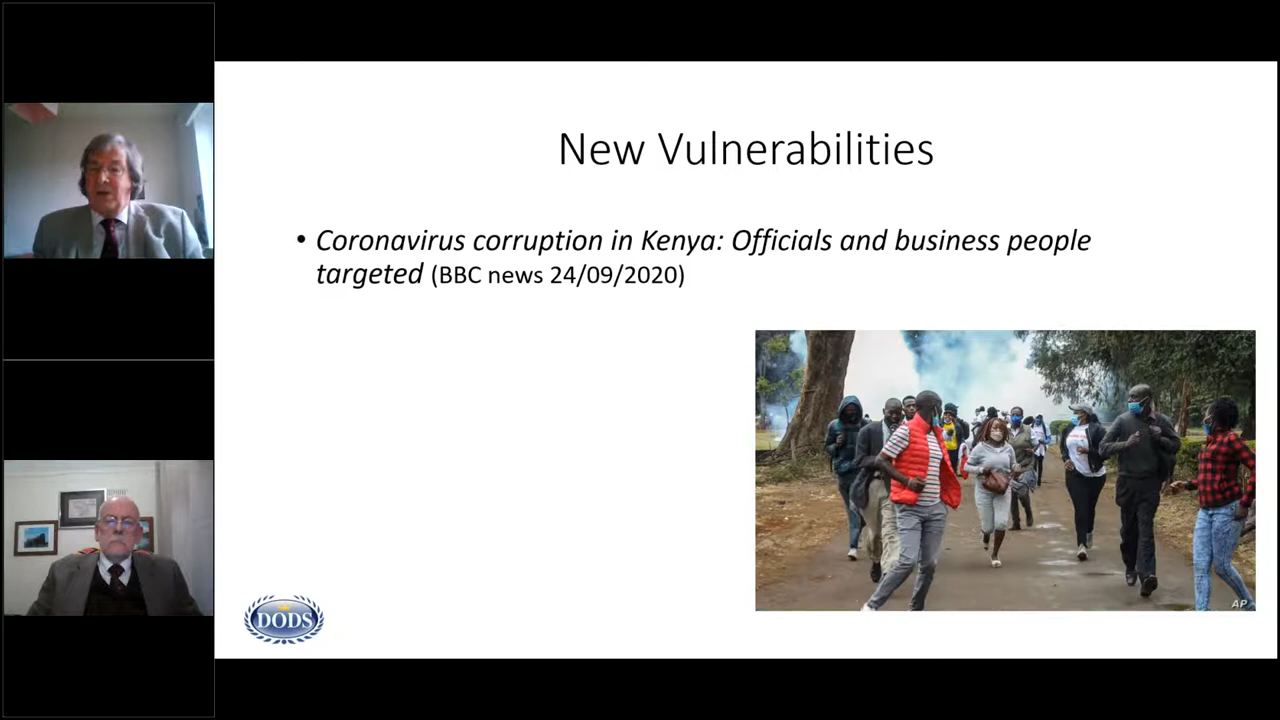 New Vulnerabilities
• Coronavirus corruption in Kenya: Officials and business people
targeted (BBC news 24/09/2020)
AP
DODS